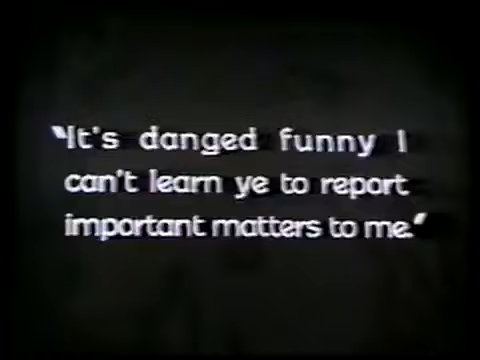 "It's danged funny I
can't learn ye to report
important matters to me."